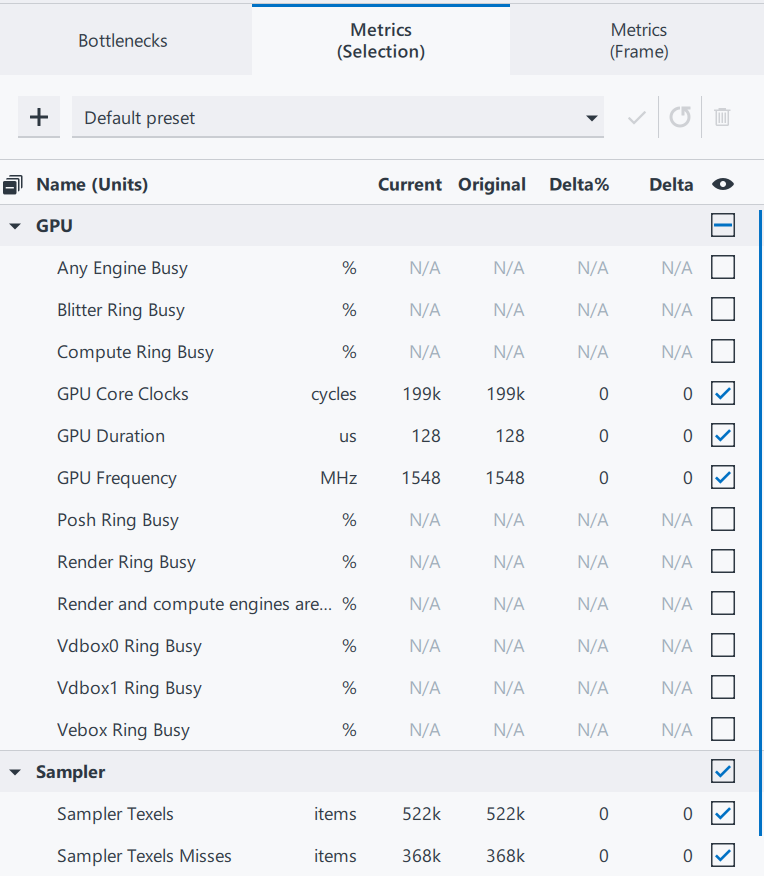 Bottlenecks
Metrics
(Selection)
Metrics
(Frame)
Default preset
Name (Units) Current Original Delta% Delta
GPU
Any Engine Busy % N/A N/A N/A N/A
Blitter Ring Busy % N/A N/A N/A N/A
Compute Ring Busy % N/A N/A N/A N/A
GPU Core Clocks cycles 199k 199k 0 0
GPU Duration us 128 128 0 0
GPU Frequency MHz 1548 1548 0 0
Posh Ring Busy % N/A N/A N/A N/A
Render Ring Busy % N/A N/A N/A N/A
Render and compute engines are... % N/A N/A N/A N/A
Vdbox0 Ring Busy % N/A N/A N/A N/A
Vdbox1 Ring Busy % N/A N/A N/A N/A
Vebox Ring Busy % N/A N/A N/A N/A
Sampler
Sampler Texels items 522k 522k 0 0
Sampler Texels Misses items 368k 368k 0 0